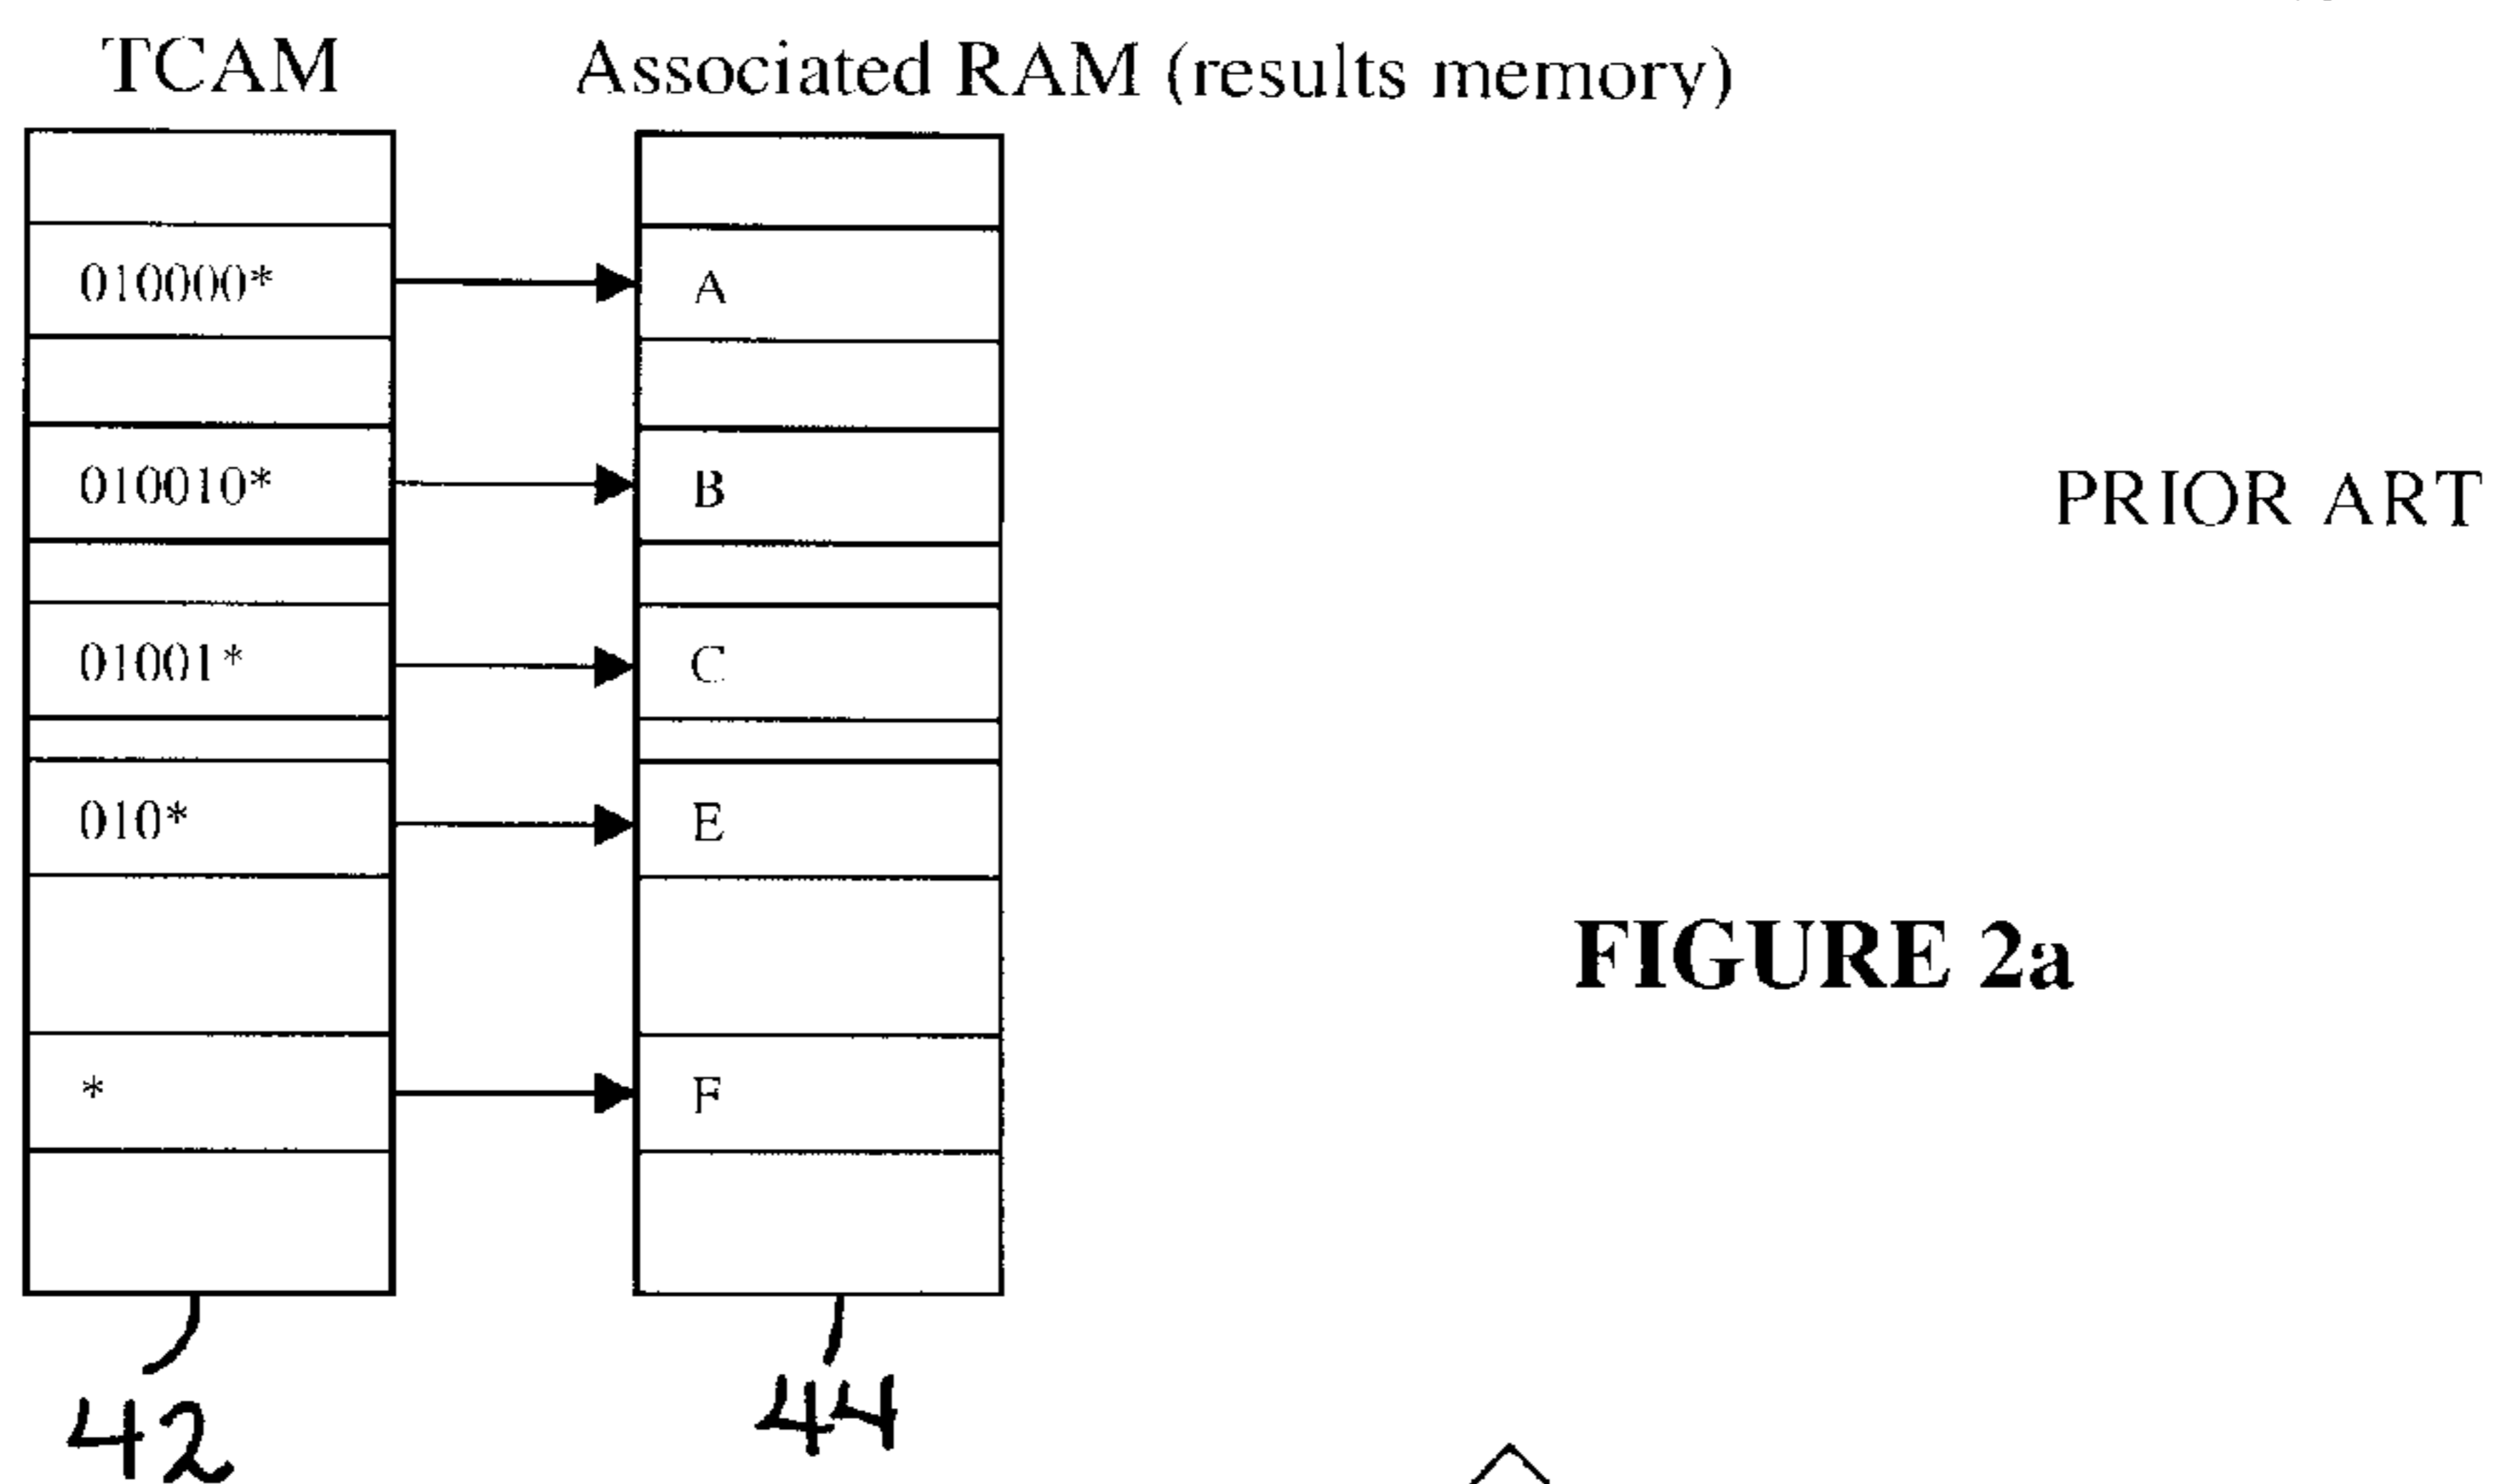 TCAM Associated RAM (results memory)
010000* A
010010* B
PRIOR ART
01001* C
010* E
FIGURE 2a
* F
42 44